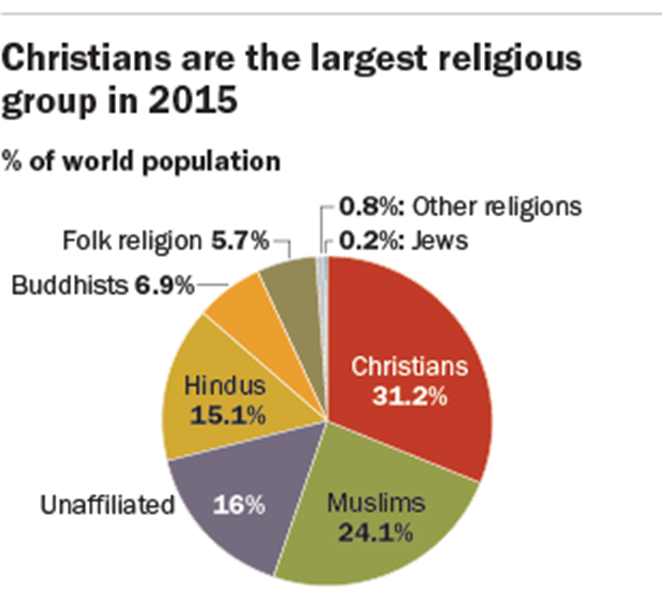 Christians are the largest religious
group in 2015
% of world population
0.8%: Other religions
Folk religion 5.7%
0.2%: Jews
Buddhists 6.9%
Christians
31.2%
Hindus
15.1%
Unaffiliated
16%
Muslims
24.1%